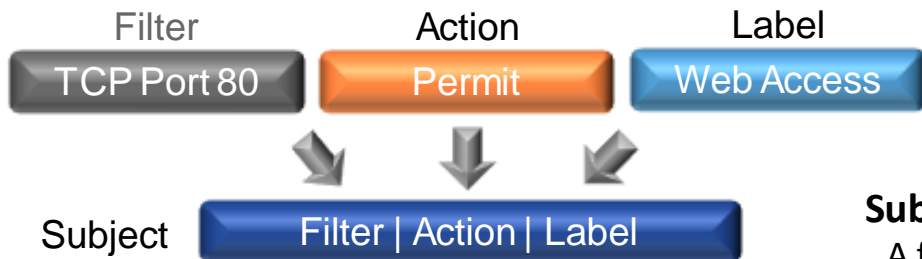 Filter Action Label
TCP Port 80 Permit Web Access
Subject Filter | Action | Label
Sub
A